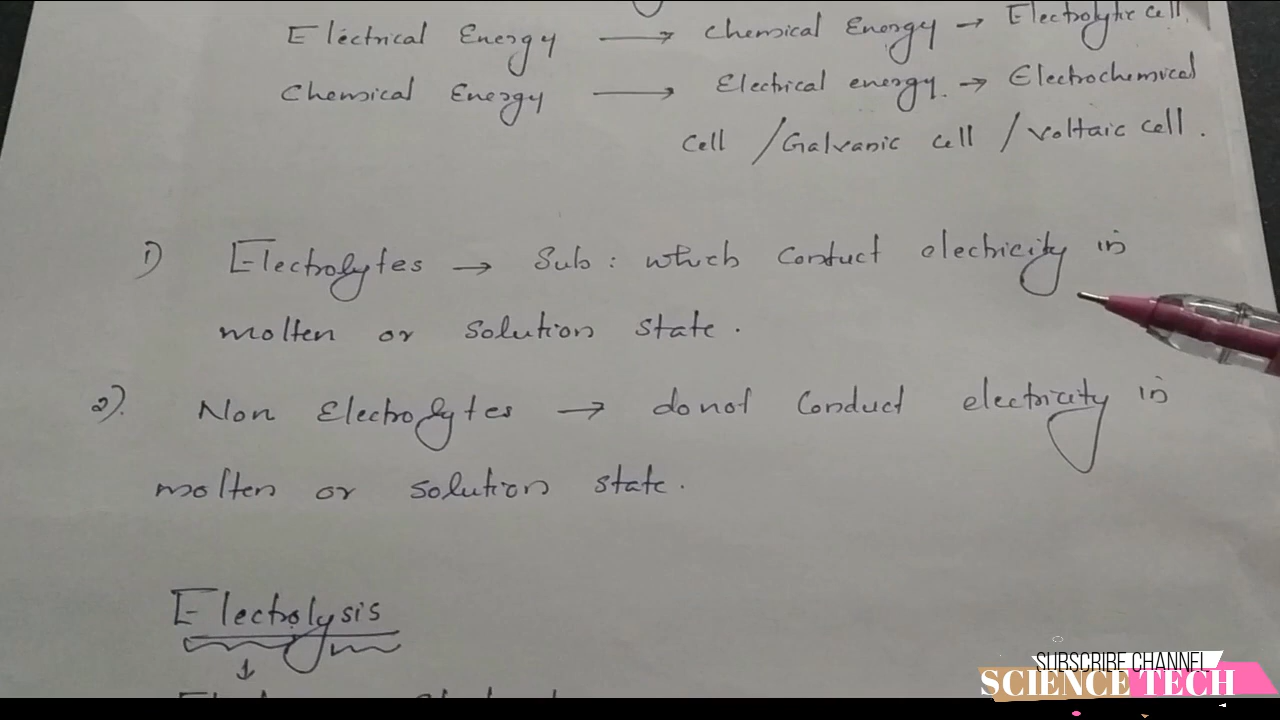 Electrical Energy → Chemical Energy → Electrolytic cell.
Chemical Energy → Electrical energy. → Electrochemical
cell / Galvanic cell / Voltaic cell.
1) Electrolytes → Sub: which conduct electricity in
molten or solution state.
2). Non Electrolytes → do not conduct electricity in
molten or solution state.
Electrolysis
↓
SUBSCRIBE CHANNEL
SCIENCE TECH